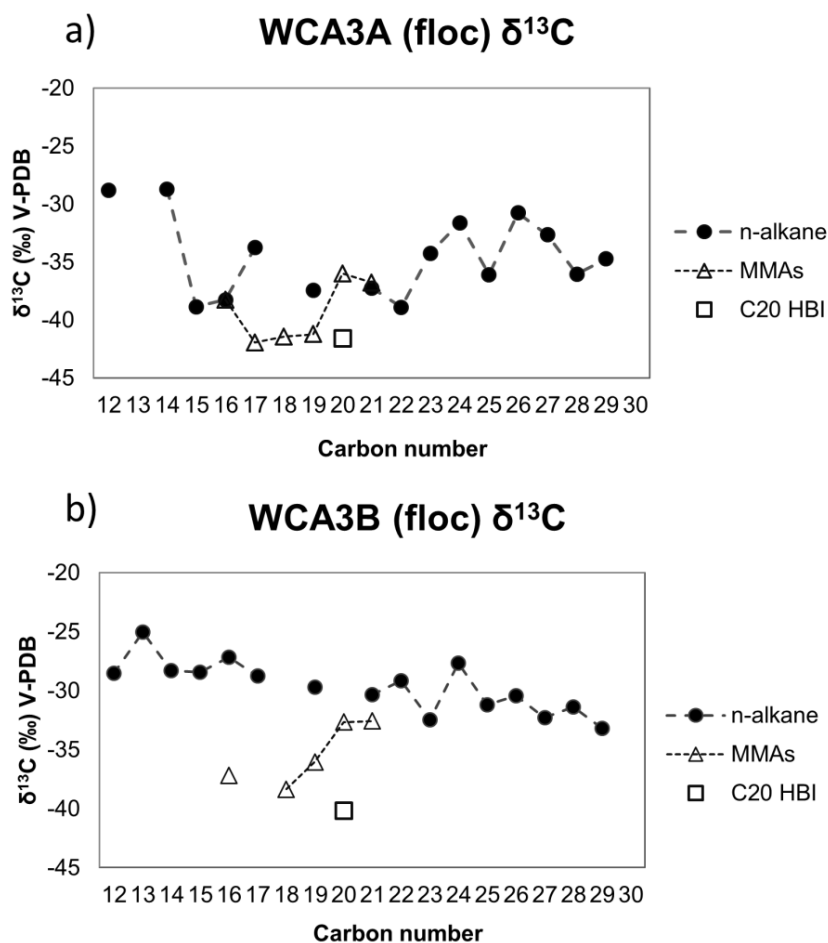 a)
WCA3A (floc) δ¹³C
-20
-25
-30
-35
-40
-45
δ¹³C (‰) V-PDB
12 13 14 15 16 17 18 19 20 21 22 23 24 25 26 27 28 29 30
Carbon number
n-alkane
MMAs
C20 HBI
b)
WCA3B (floc) δ¹³C
-20
-25
-30
-35
-40
-45
δ¹³C (‰) V-PDB
12 13 14 15 16 17 18 19 20 21 22 23 24 25 26 27 28 29 30
Carbon number
n-alkane
MMAs
C20 HBI